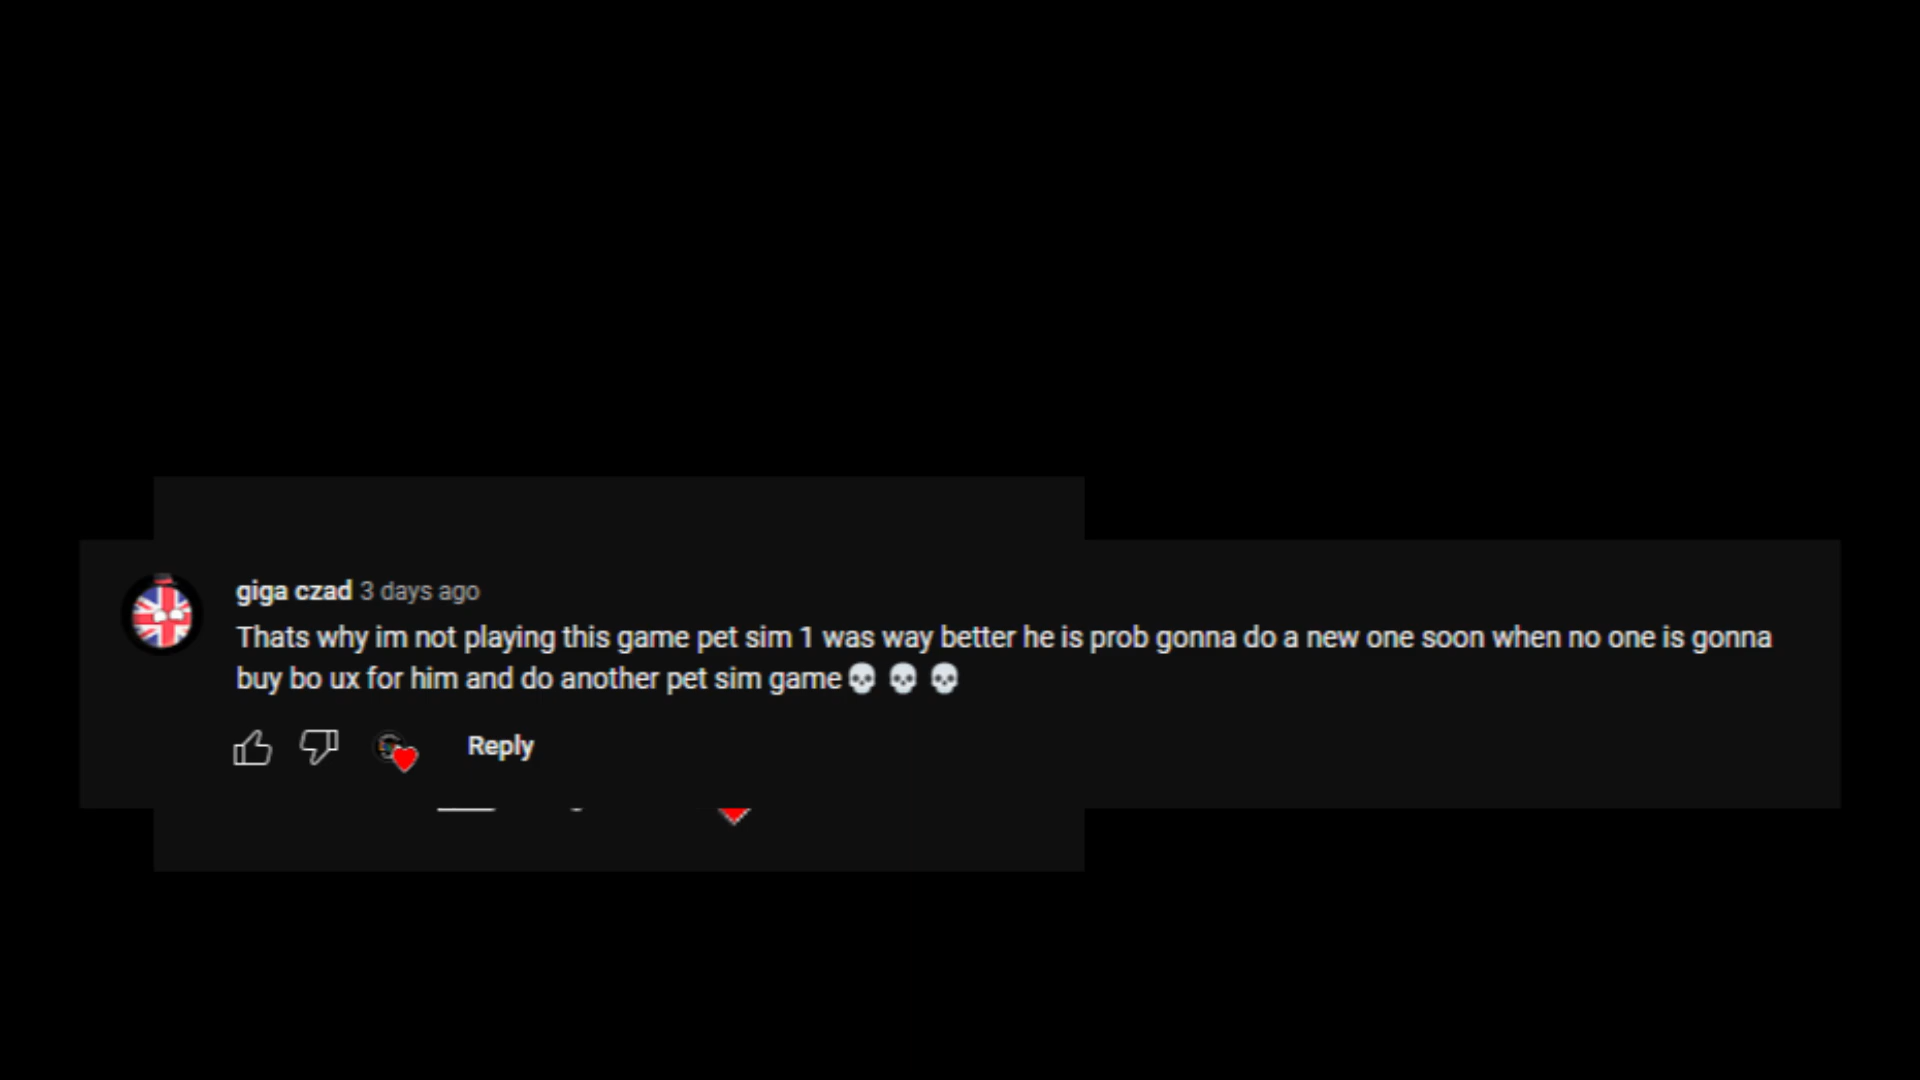 giga czad 3 days ago
Thats why im not playing this game pet sim 1 was way better he is prob gonna do a new one soon when no one is gonna
buy bo ux for him and do another pet sim game💀 💀 💀
Reply